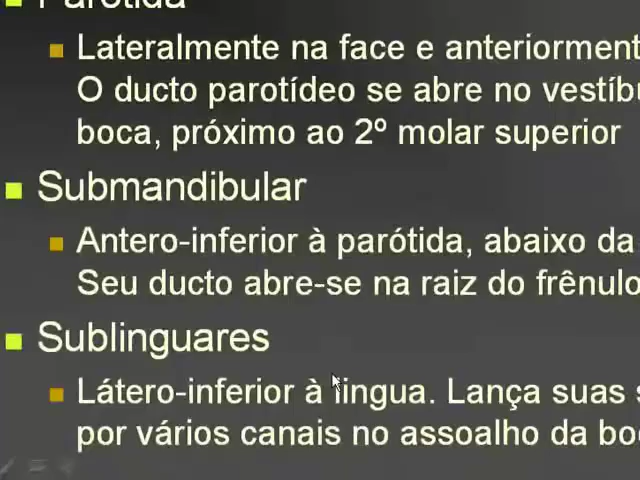 Parótida
Lateralmente na face e anteriorment
O ducto parotídeo se abre no vestíbu
boca, próximo ao 2º molar superior
Submandibular
Antero-inferior à parótida, abaixo da
Seu ducto abre-se na raiz do frênulo
Sublinguares
Látero-inferior à lingua. Lança suas s
por vários canais no assoalho da bo